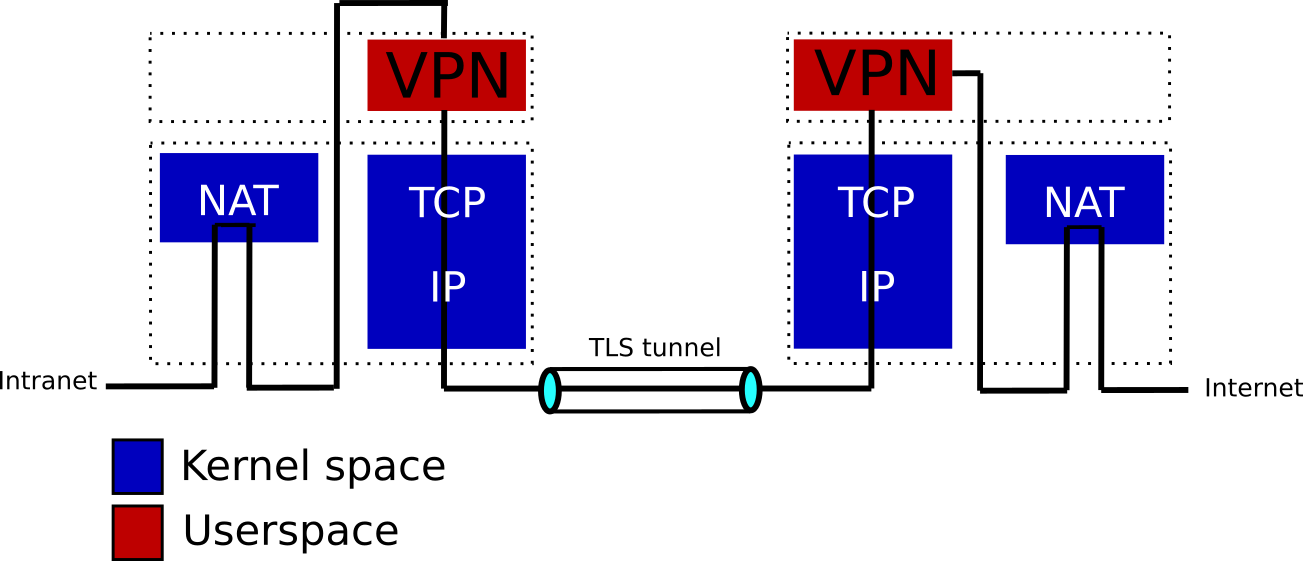 VPN
VPN
NAT
TCP
IP
TCP
IP
NAT
TLS tunnel
Intranet
Internet
Kernel space
Userspace